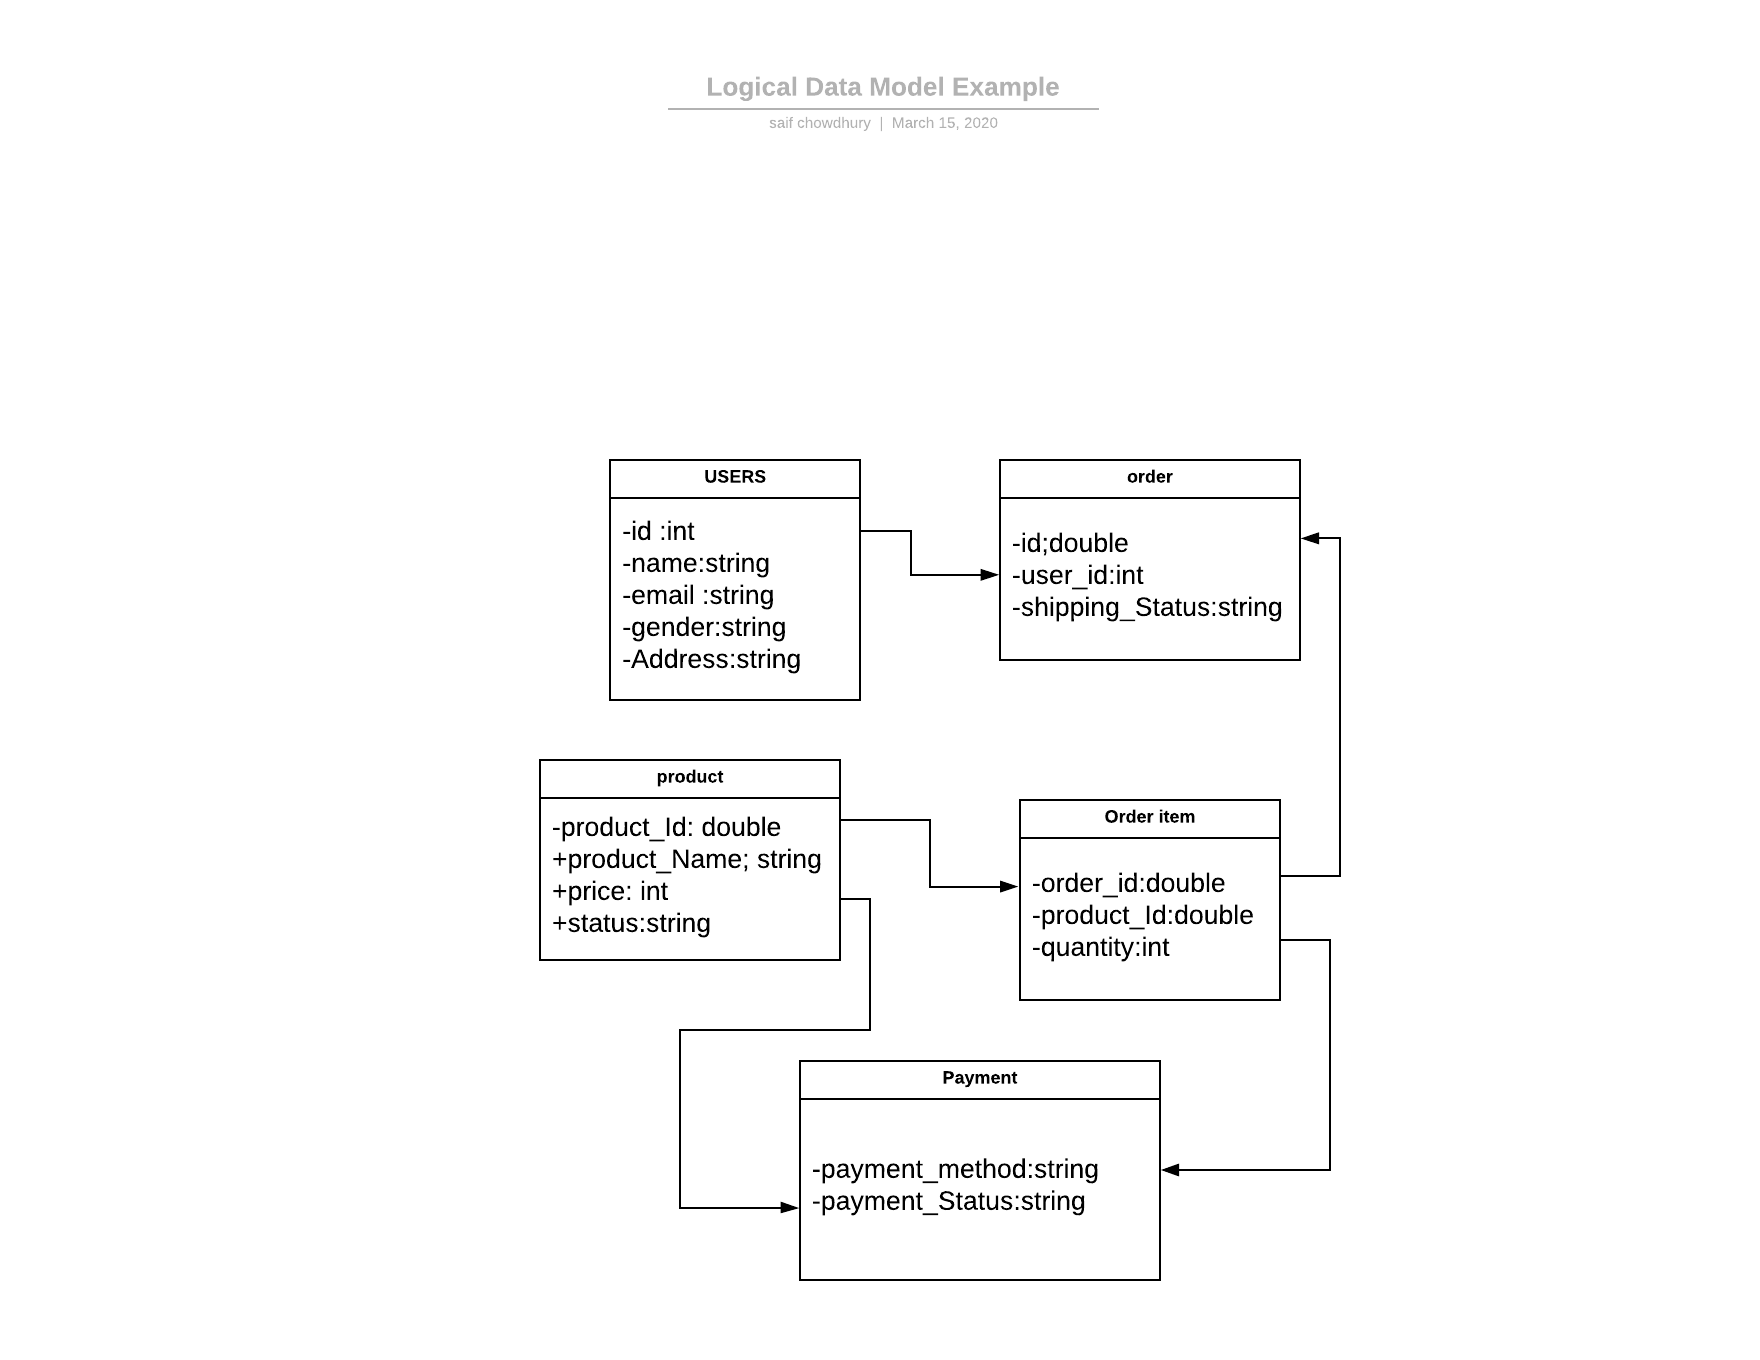 Logical Data Model Example
saif chowdhury | March 15, 2020
USERS
-id :int
-name:string
-email :string
-gender:string
-Address:string
order
-id;double
-user_id:int
-shipping_Status:string
product
-product_Id: double
+product_Name; string
+price: int
+status:string
Order item
-order_id:double
-product_Id:double
-quantity:int
Payment
-payment_method:string
-payment_Status:string